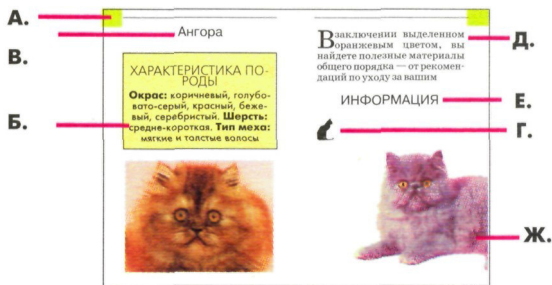 А.
Ангора
В.
ХАРАКТЕРИСТИКА ПО-
РОДЫ
Окрас: коричневый, голубо-
вато-серый, красный, беже-
вый, серебристый. Шерсть:
средне-короткая. Тип меха:
мягкие и толстые волосы
Б.
Взаключении выделенном
оранжевым цветом, вы
найдете полезные материалы
общего порядка — от рекомен-
даций по уходу за вашим
Д.
ИНФОРМАЦИЯ
Е.
Г.
Ж.